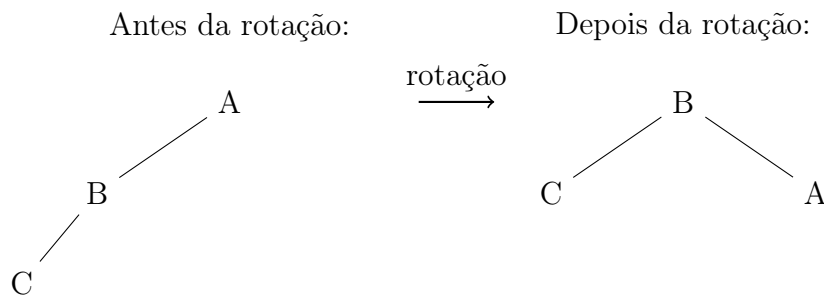 Antes da rotação:
Depois da rotação:
rotação
A
B
C
B
C
A